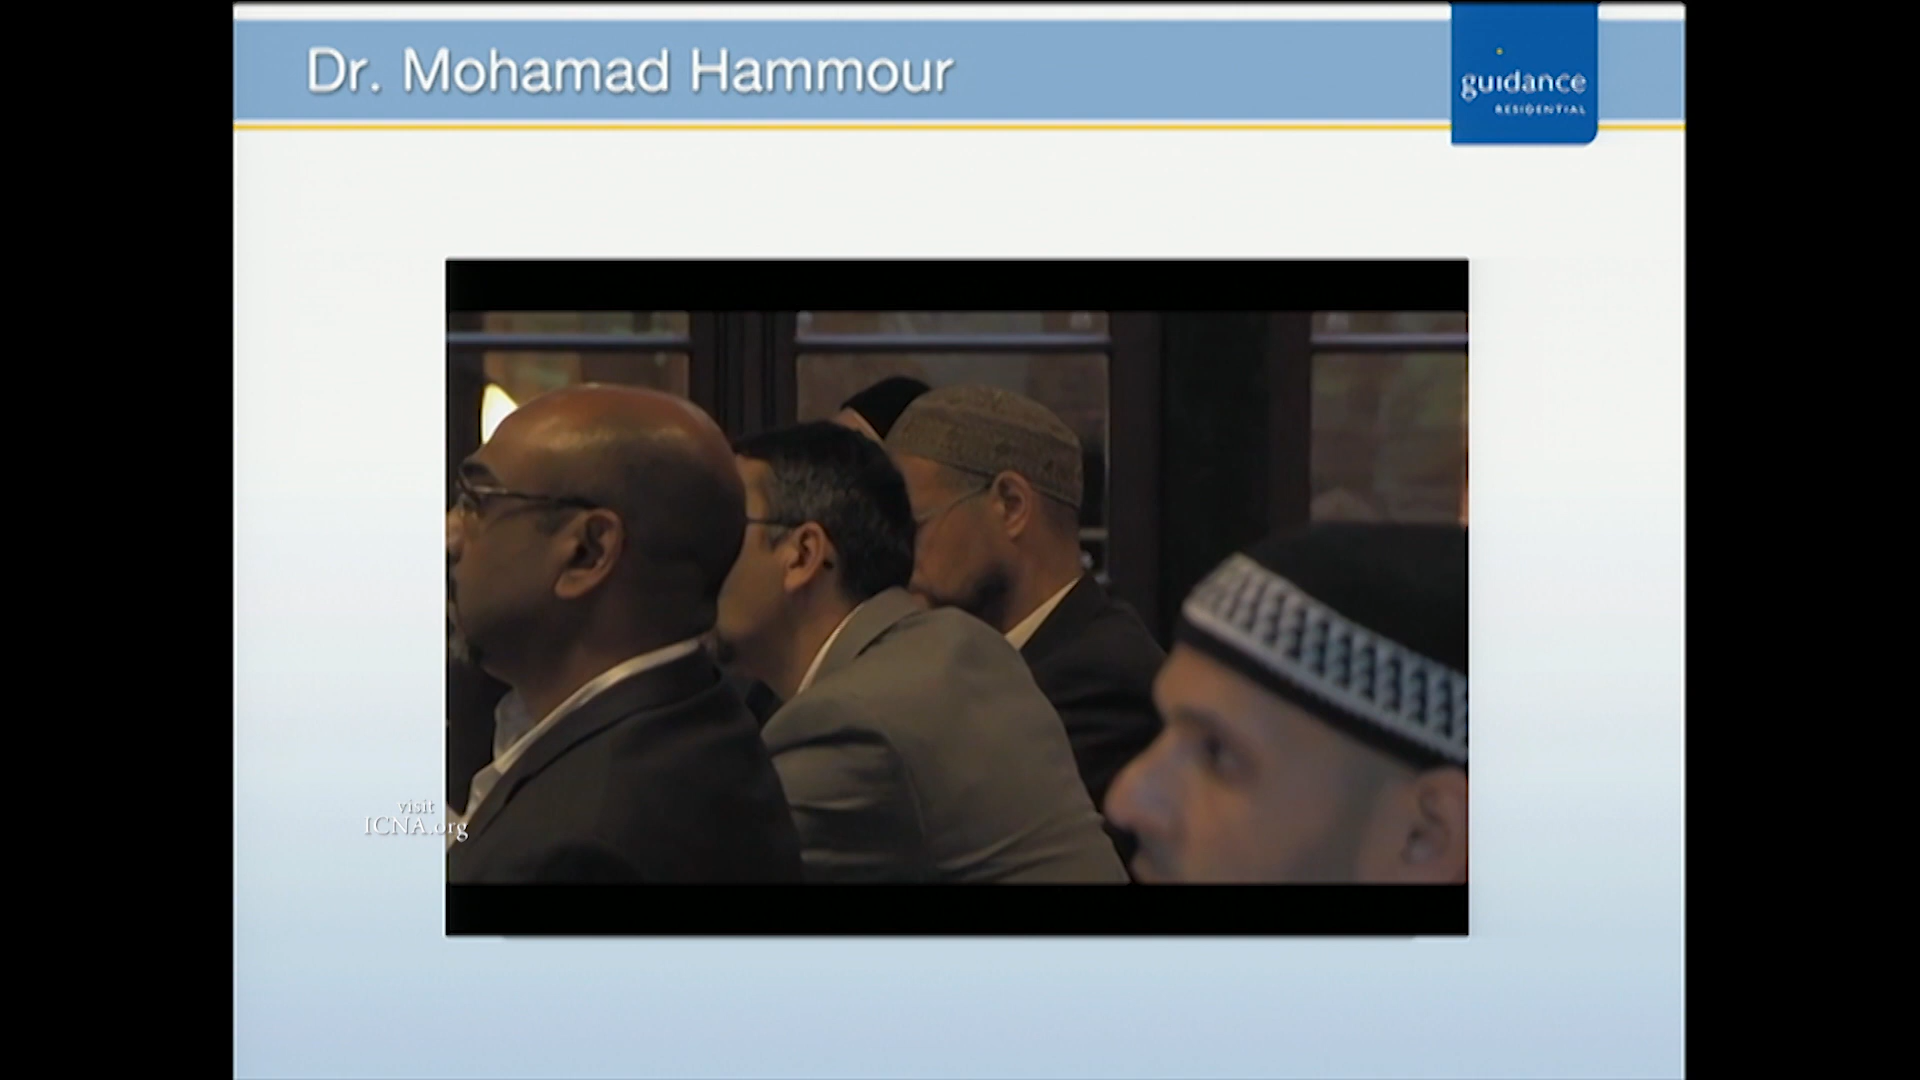 Dr. Mohamad Hammour
guidance
RESIDENTIAL
visit
ICNA.org